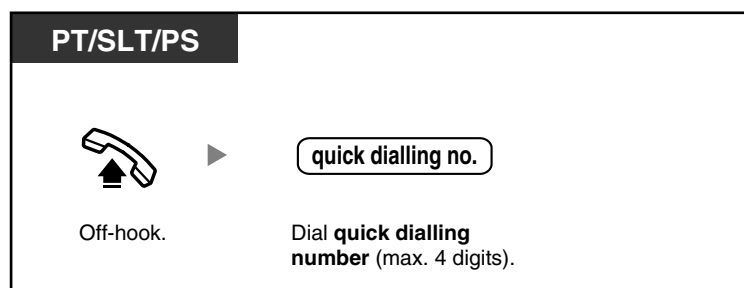 PT/SLT/PS
quick dialling no.
Off-hook.
Dial quick dialling
number (max. 4 digits).